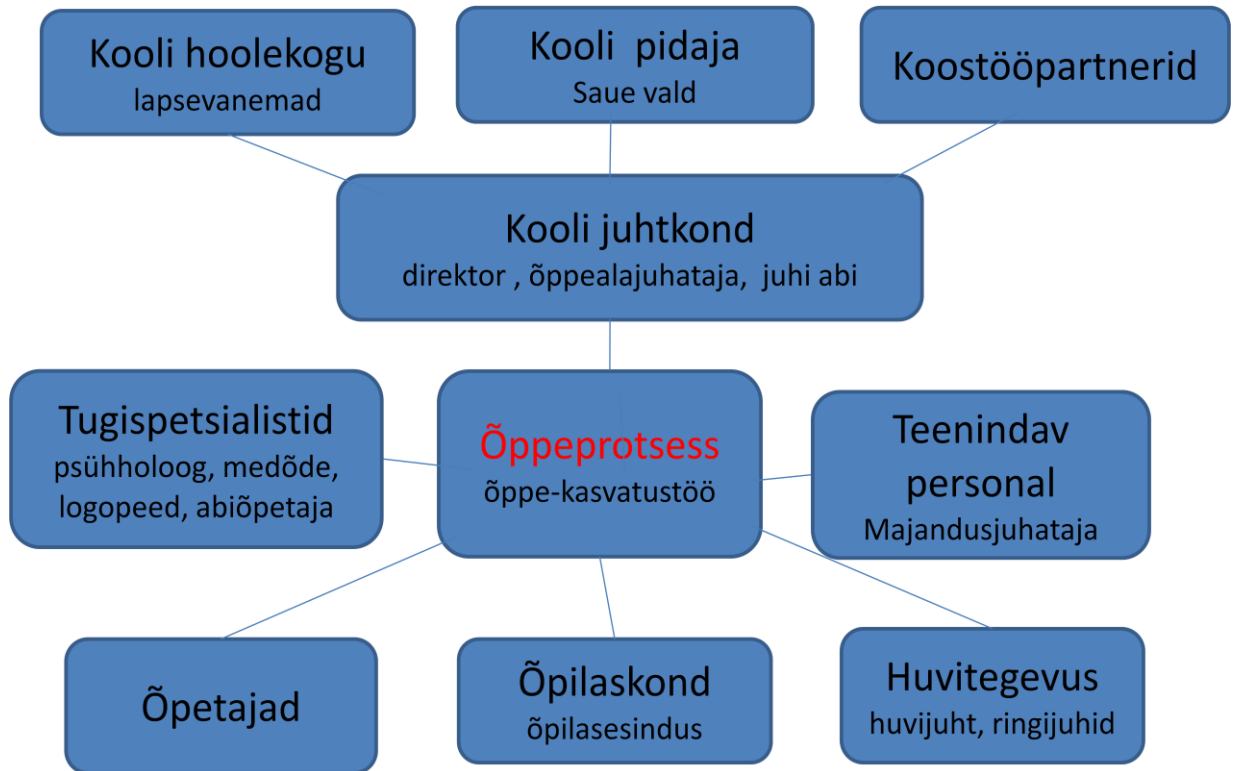 Kooli hoolekogu
lapsevanemad
Kooli pidaja
Saue vald
Koostööpartnerid
Kooli juhtkond
direktor , õppealajuhataja, juhi abi
Tugispetsialistid
psühholoog, medõde,
logopeed, abiõpetaja
Õppeprotsess
õppe-kasvatustöö
Teenindav
personal
Majandusjuhataja
Õpetajad
Õpilaskond
õpilasesindus
Huvitegevus
huvijuht, ringijuhid